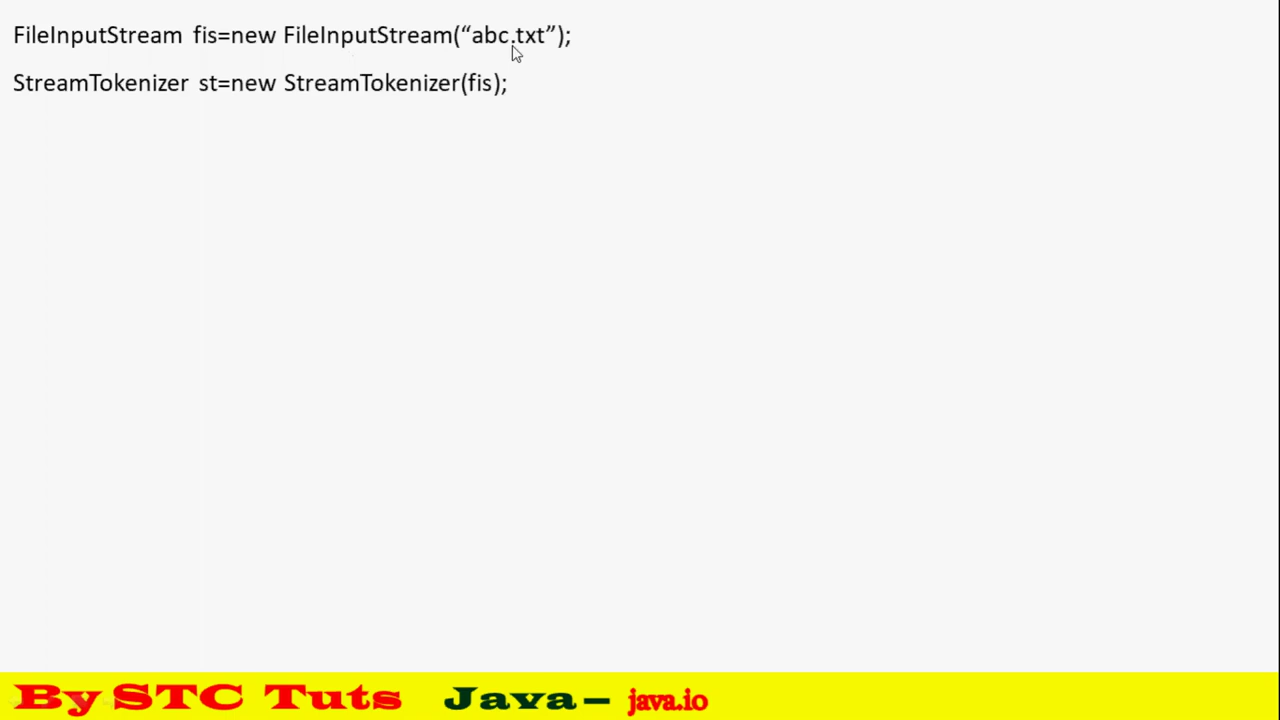 FileInputStream fis=new FileInputStream(“abc.txt”);
StreamTokenizer st=new StreamTokenizer(fis);
By STC Tuts Java – java.io